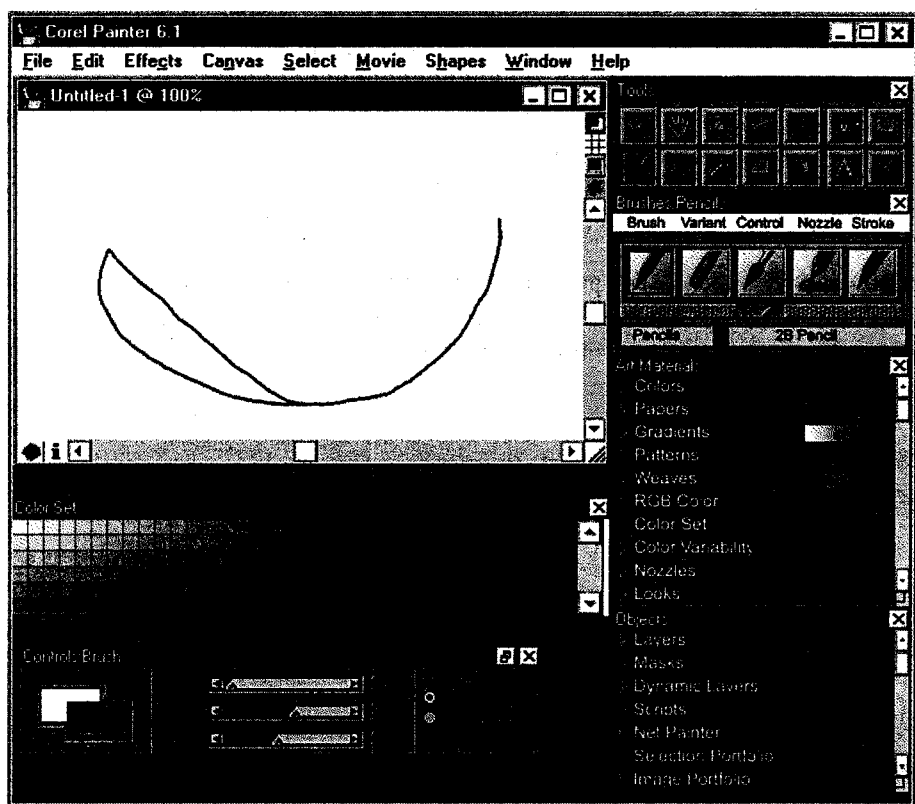 Corel Painter 6.1
File Edit Effects Canvas Select Movie Shapes Window Help
Untitled-1 @ 100%
Tools
Brushes:Pencils
Brush Variant Control Nozzle Stroke
Pencils 2B Pencil
Art Materials
Colors
Papers
Gradients
Patterns
Weaves
RGB Color
Color Set
Color Variability
Nozzles
Looks
Color Set
Objects
Layers
Masks
Dynamic Layers
Scripts
Net Painter
Selection Portfolio
Image Portfolio
Controls:Brush